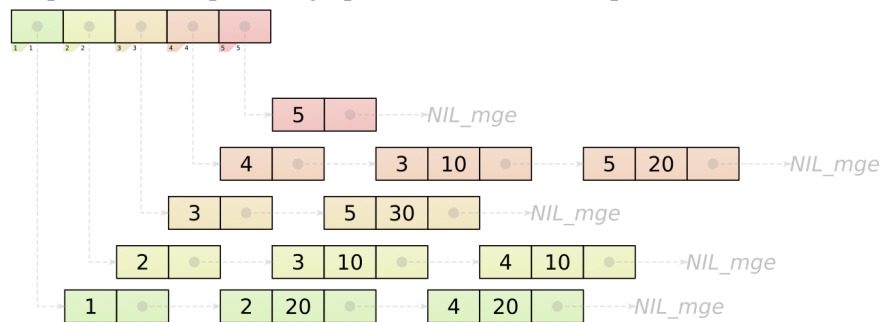 1 1 2 2 3 3 4 4 5 5
5 NIL_mge
4 3 10 5 20 NIL_mge
3 5 30 NIL_mge
2 3 10 4 10 NIL_mge
1 2 20 4 20 NIL_mge